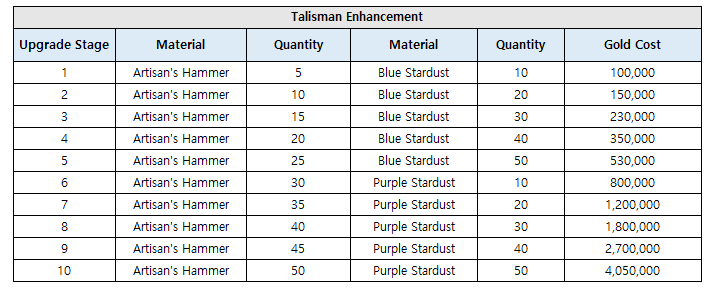 Talisman Enhancement
Upgrade Stage Material Quantity Material Quantity Gold Cost
1 Artisan's Hammer 5 Blue Stardust 10 100,000
2 Artisan's Hammer 10 Blue Stardust 20 150,000
3 Artisan's Hammer 15 Blue Stardust 30 230,000
4 Artisan's Hammer 20 Blue Stardust 40 350,000
5 Artisan's Hammer 25 Blue Stardust 50 530,000
6 Artisan's Hammer 30 Purple Stardust 10 800,000
7 Artisan's Hammer 35 Purple Stardust 20 1,200,000
8 Artisan's Hammer 40 Purple Stardust 30 1,800,000
9 Artisan's Hammer 45 Purple Stardust 40 2,700,000
10 Artisan's Hammer 50 Purple Stardust 50 4,050,000